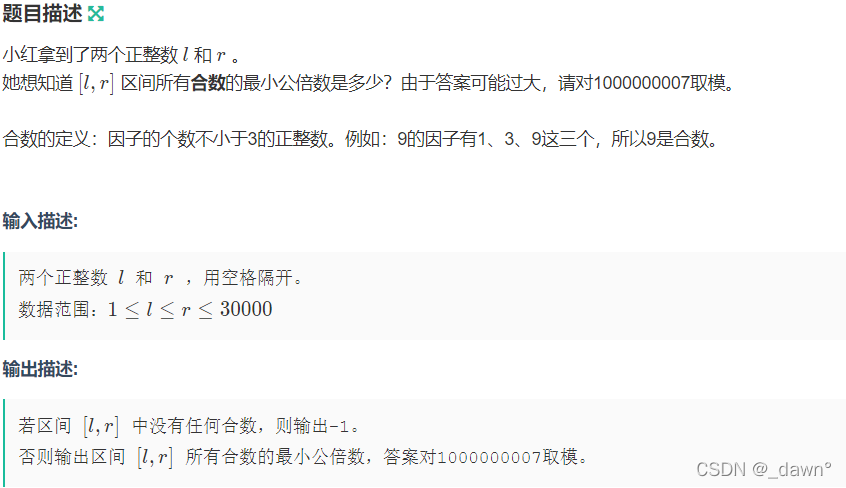 题目描述
小红拿到了两个正整数 l 和 r 。
她想知道 [l, r] 区间所有合数的最小公倍数是多少？由于答案可能过大，请对1000000007取模。
合数的定义：因子的个数不小于3的正整数。例如：9的因子有1、3、9这三个，所以9是合数。
输入描述:
两个正整数 l 和 r ，用空格隔开。
数据范围：1 ≤ l ≤ r ≤ 30000
输出描述:
若区间 [l, r] 中没有任何合数，则输出-1。
否则输出区间 [l, r] 所有合数的最小公倍数，答案对1000000007取模。
CSDN @_dawn°